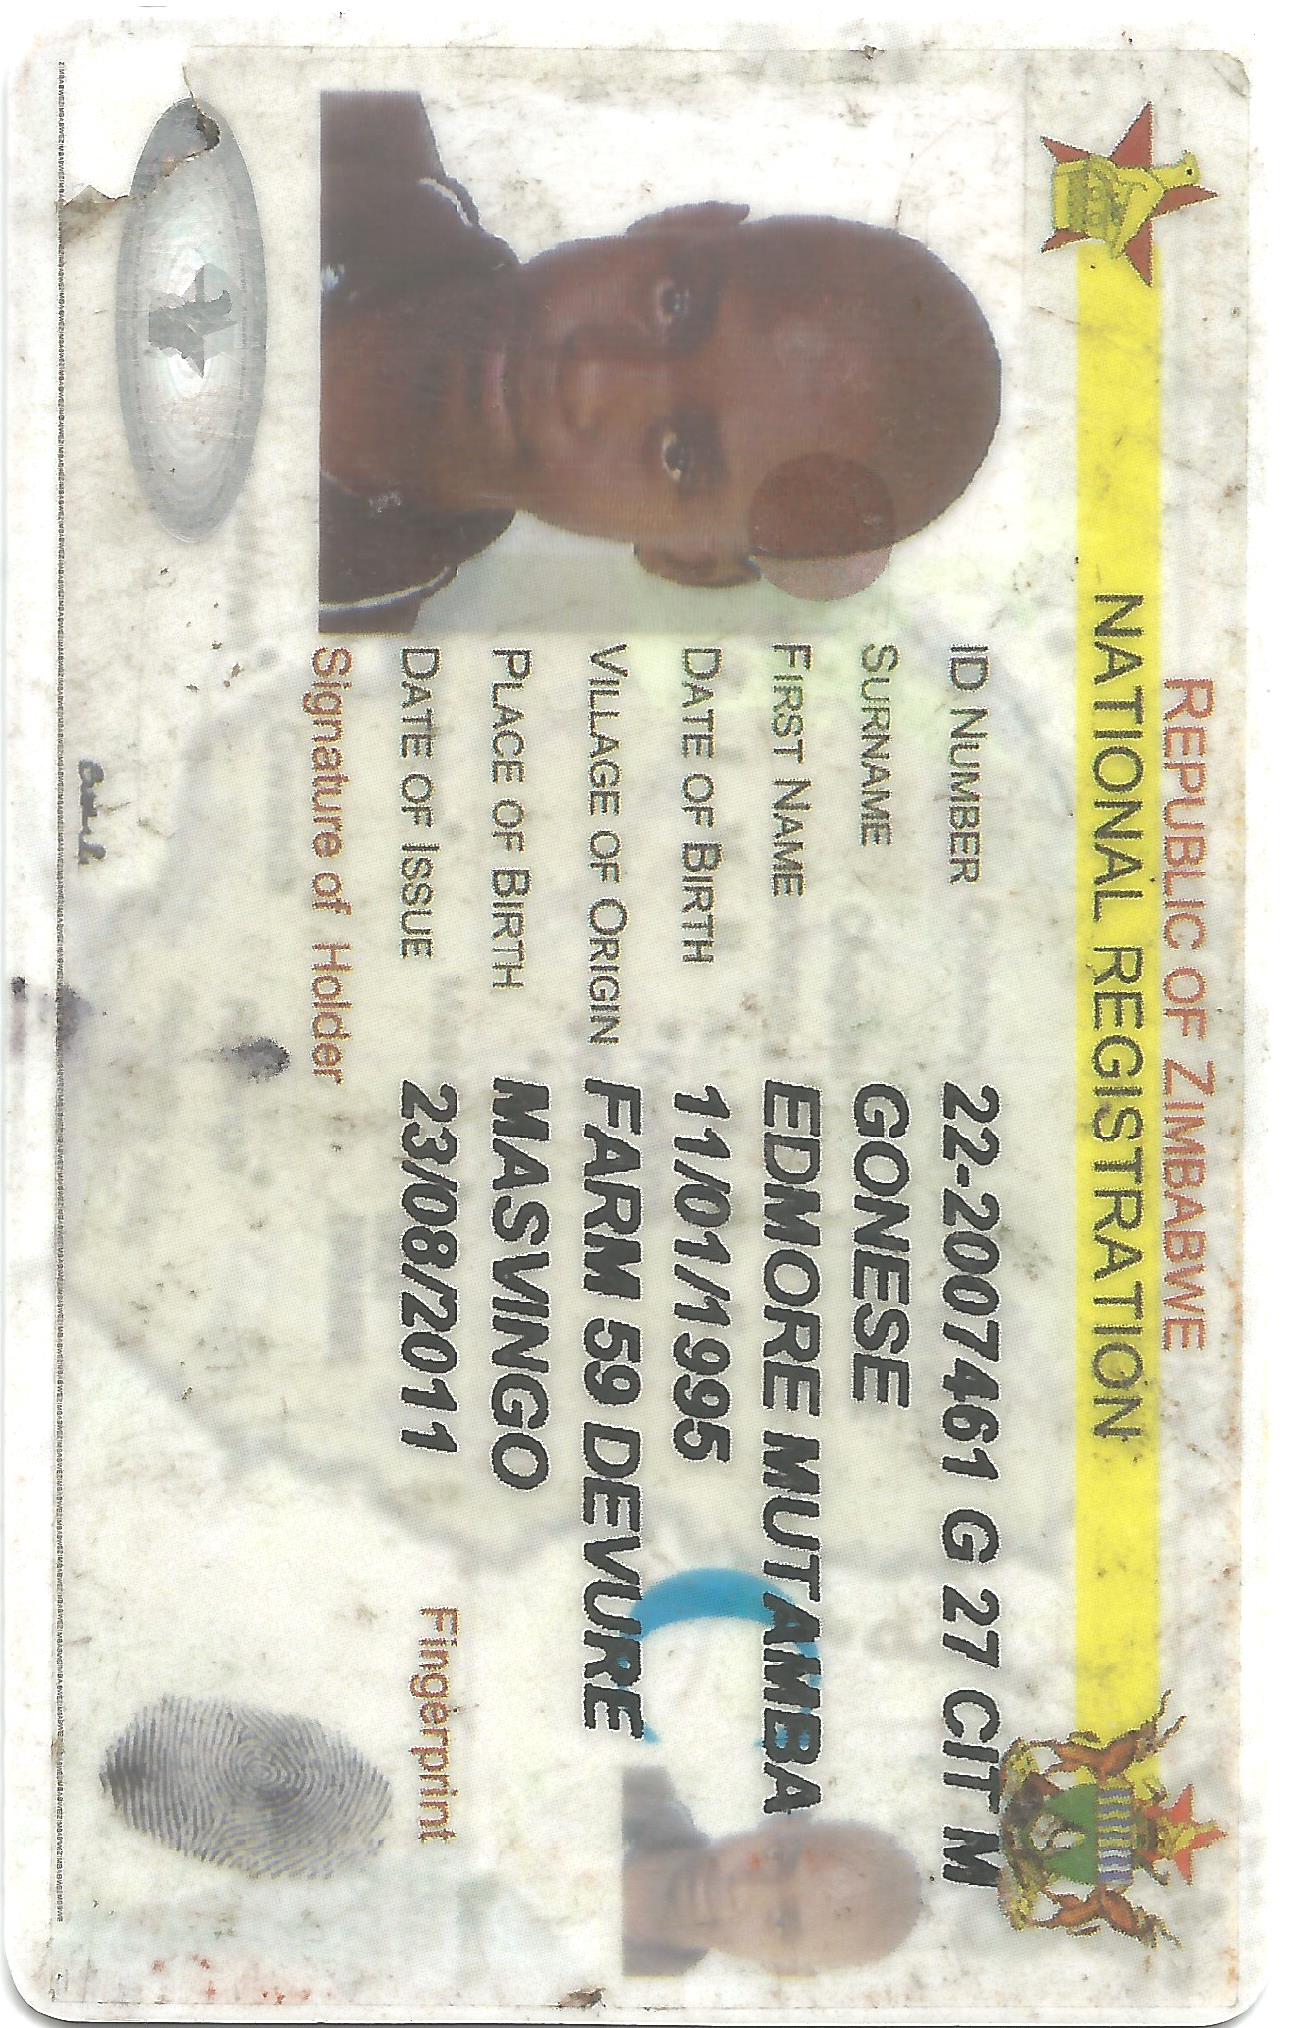 REPUBLIC OF ZIMBABWE
NATIONAL REGISTRATION
ID NUMBER 22-2007461 G 27 CIT M
SURNAME GONESE
FIRST NAME EDMORE MUTAMBA
DATE OF BIRTH 11/01/1995
VILLAGE OF ORIGIN FARM 59 DEVURE
PLACE OF BIRTH MASVINGO
DATE OF ISSUE 23/08/2011
Signature of Holder
Fingerprint